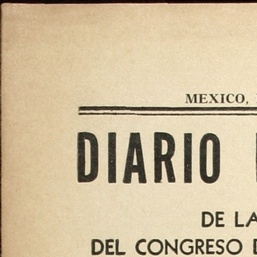 MEXICO,
DIARIO
DE LA
DEL CONGRESO